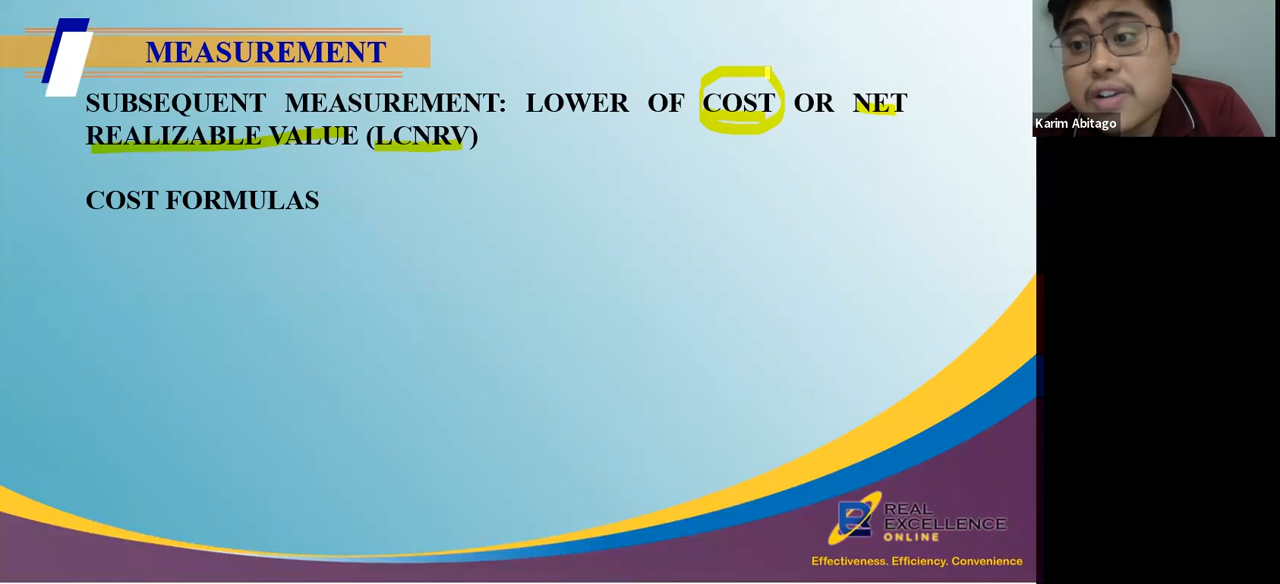 MEASUREMENT
SUBSEQUENT MEASUREMENT: LOWER OF COST OR NET
REALIZABLE VALUE (LCNRV)
COST FORMULAS
Karim Abitago
REAL
EXCELLENCE
ONLINE
Effectiveness. Efficiency. Convenience